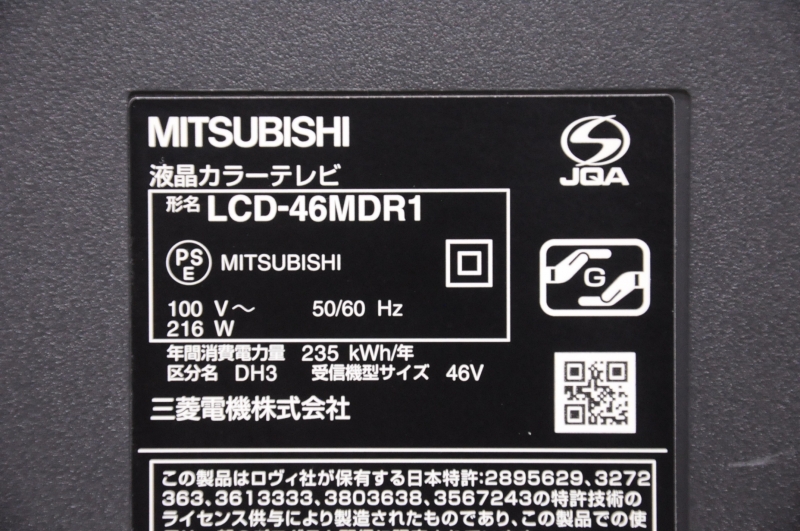 MITSUBISHI
JQA
液晶カラーテレビ
形名 LCD-46MDR1
PS
E
MITSUBISHI
G
100 V～ 50/60 Hz
216 W
年間消費電力量 235 kWh/年
区分名 DH3 受信機型サイズ 46V
三菱電機株式会社
この製品はロヴィ社が保有する日本特許:2895629、3272
363、3613333、3803638、3567243の特許技術の
ライセンス供与により製造されたものであり、この製品での使